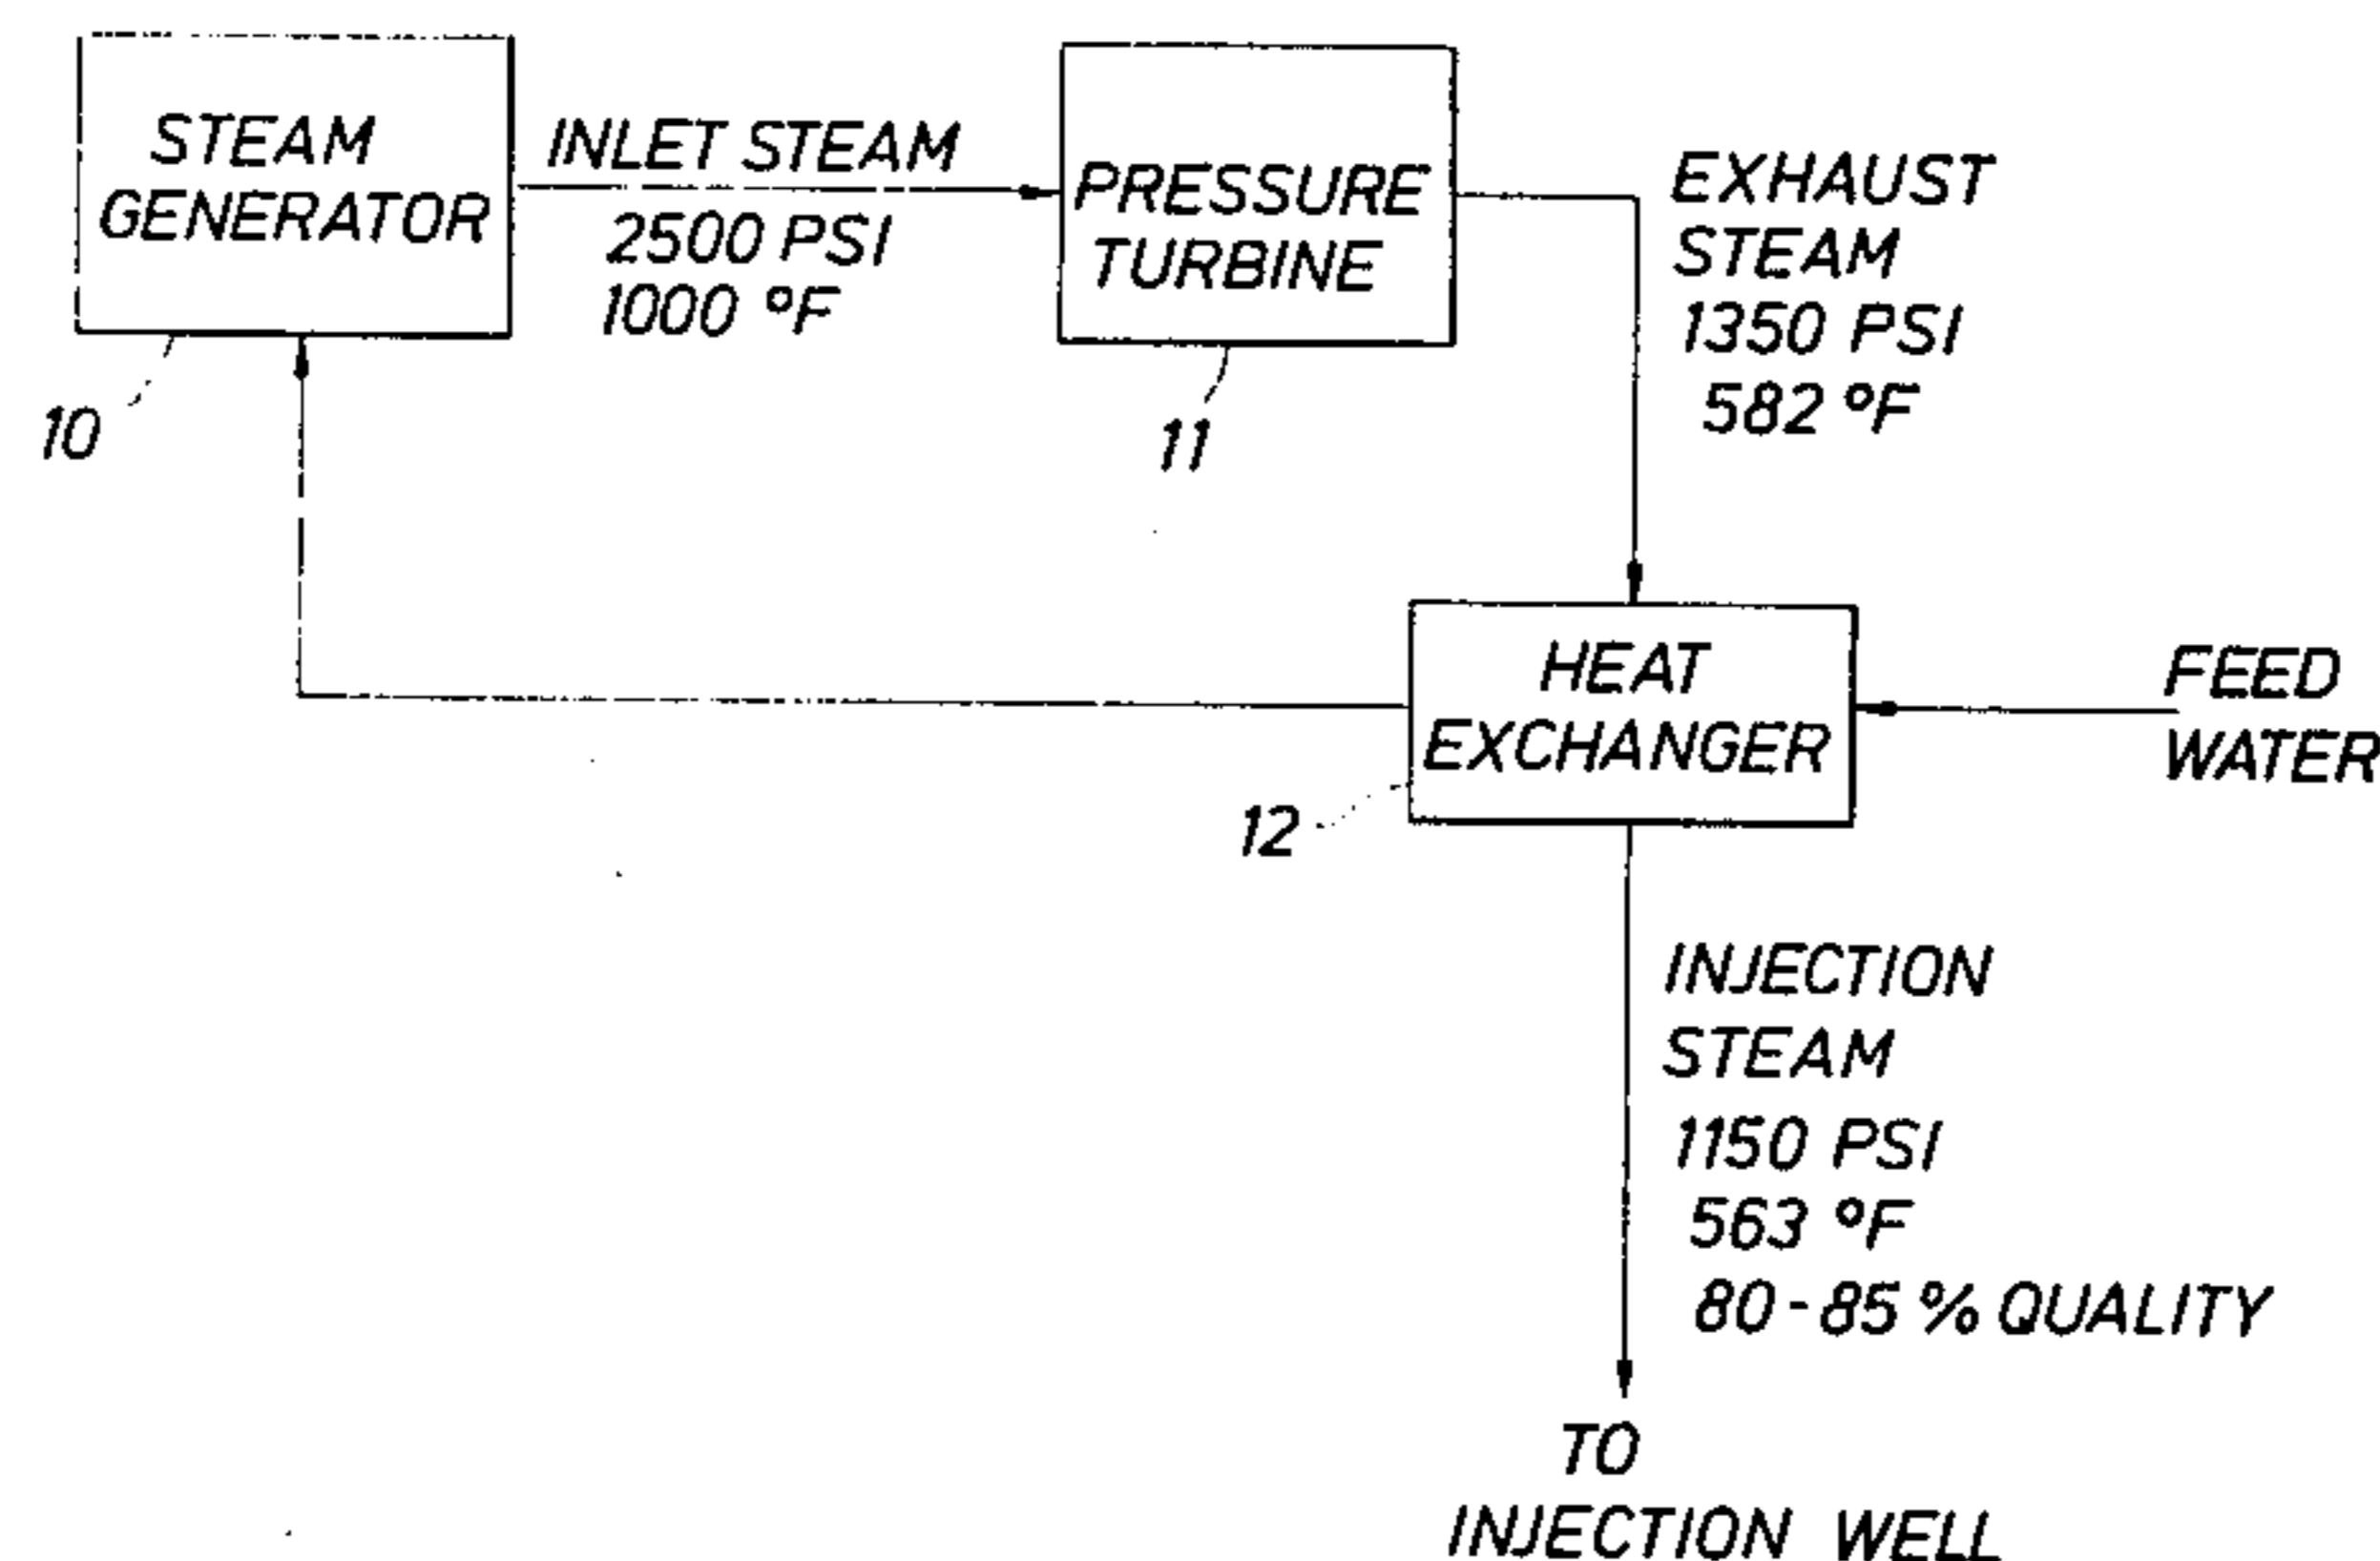 STEAM
GENERATOR
10
INLET STEAM
2500 PSI
1000 °F
PRESSURE
TURBINE
11
EXHAUST
STEAM
1350 PSI
582 °F
HEAT
EXCHANGER
12
FEED
WATER
INJECTION
STEAM
1150 PSI
563 °F
80-85 % QUALITY
TO
INJECTION WELL